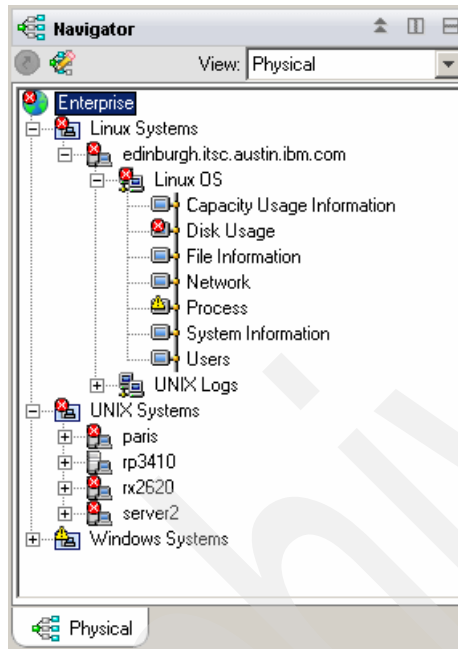 Navigator
View: Physical
Enterprise
Linux Systems
edinburgh.itsc.austin.ibm.com
Linux OS
Capacity Usage Information
Disk Usage
File Information
Network
Process
System Information
Users
UNIX Logs
UNIX Systems
paris
rp3410
rx2620
server2
Windows Systems
Physical